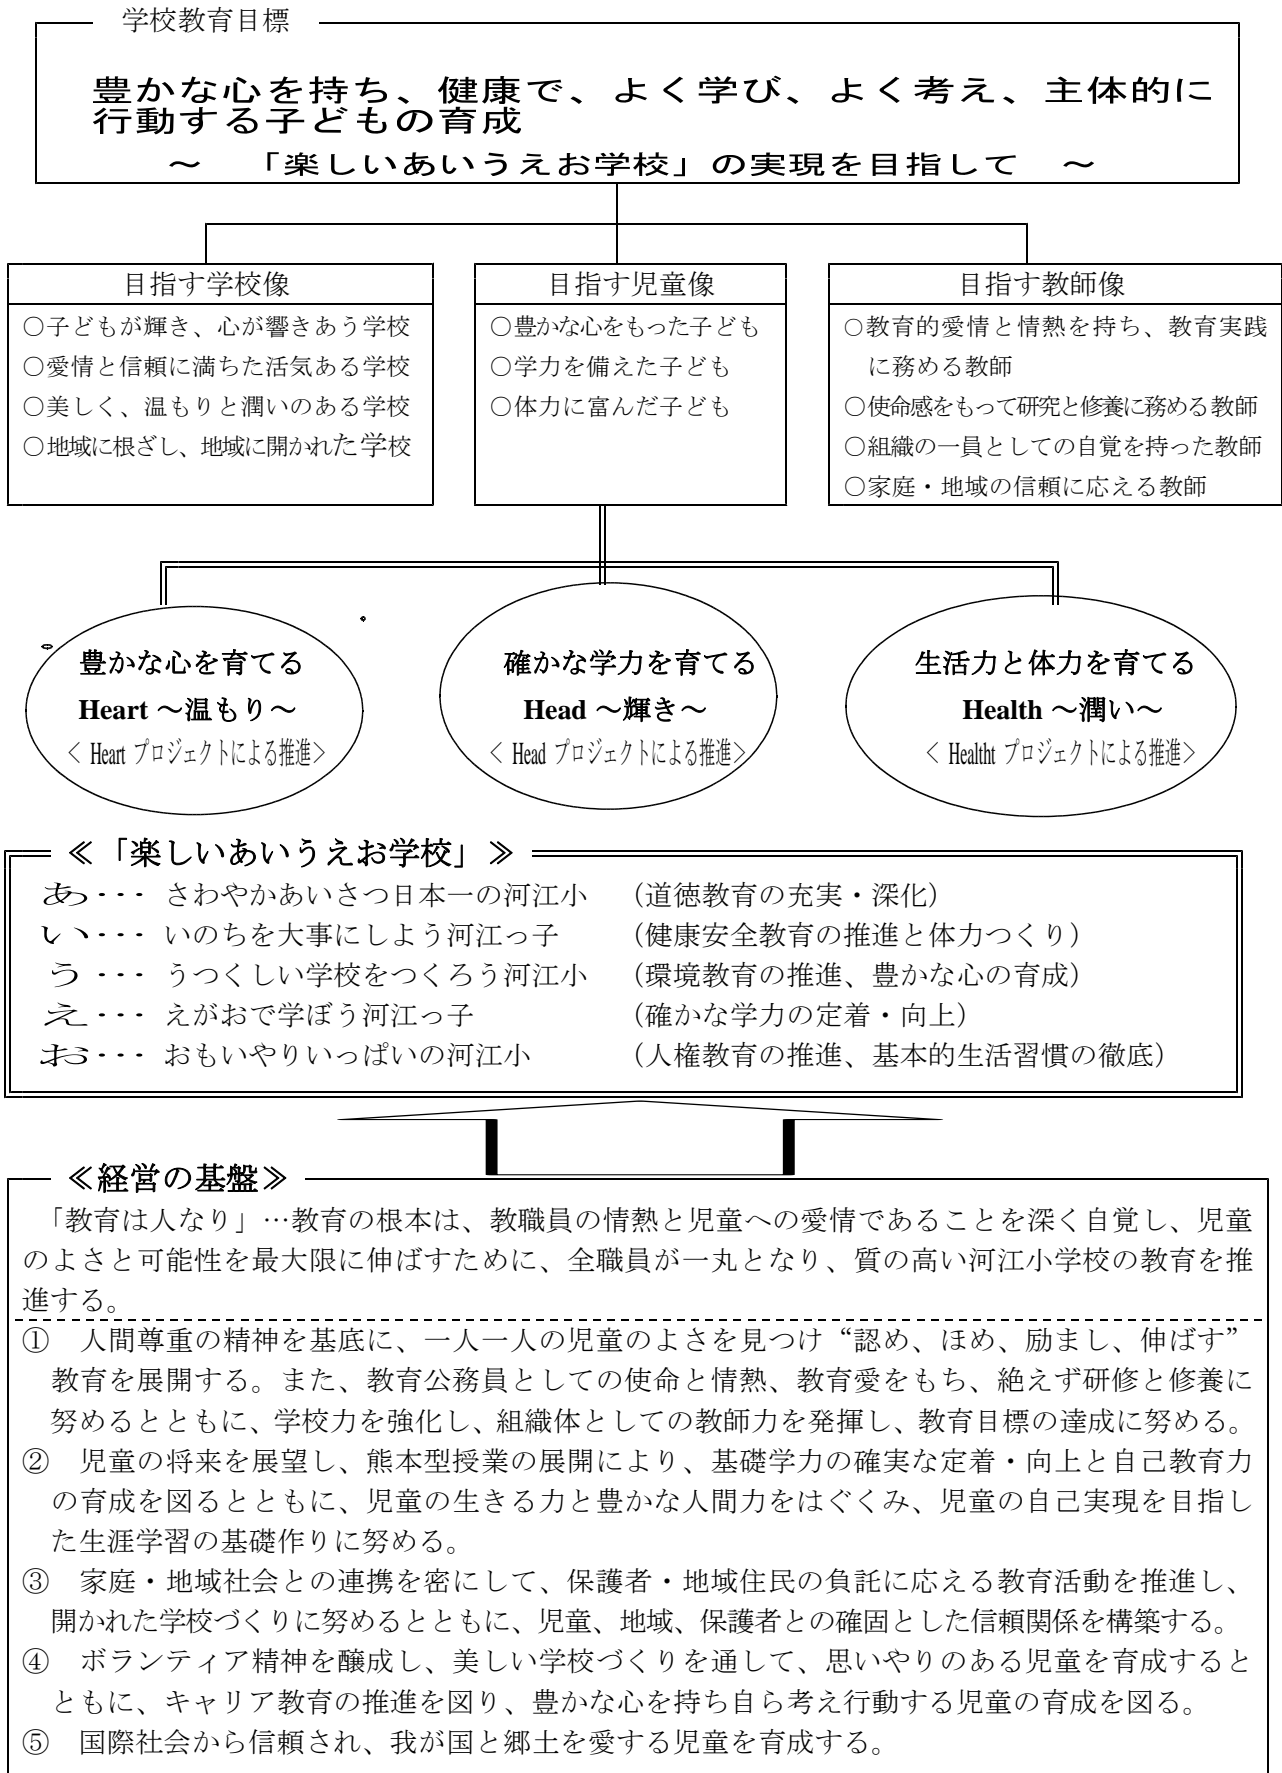 学校教育目標
豊かな心を持ち、健康で、よく学び、よく考え、主体的に
行動する子どもの育成
～　「楽しいあいうえお学校」の実現を目指して　～
目指す学校像
○子どもが輝き、心が響きあう学校
○愛情と信頼に満ちた活気ある学校
○美しく、温もりと潤いのある学校
○地域に根ざし、地域に開かれた学校
目指す児童像
○豊かな心をもった子ども
○学力を備えた子ども
○体力に富んだ子ども
目指す教師像
○教育的愛情と情熱を持ち、教育実践
に務める教師
○使命感をもって研究と修養に務める教師
○組織の一員としての自覚を持った教師
○家庭・地域の信頼に応える教師
豊かな心を育てる
Heart ～温もり～
＜ Heart プロジェクトによる推進＞
確かな学力を育てる
Head ～輝き～
＜ Head プロジェクトによる推進＞
生活力と体力を育てる
Health ～潤い～
＜ Healtht プロジェクトによる推進＞
≪「楽しいあいうえお学校」≫
あ・・・ さわやかあいさつ日本一の河江小　（道徳教育の充実・深化）
い・・・ いのちを大事にしよう河江っ子　（健康安全教育の推進と体力つくり）
う・・・ うつくしい学校をつくろう河江小　（環境教育の推進、豊かな心の育成）
え・・・ えがおで学ぼう河江っ子　（確かな学力の定着・向上）
お・・・ おもいやりいっぱいの河江小　（人権教育の推進、基本的生活習慣の徹底）
≪経営の基盤≫
「教育は人なり」…教育の根本は、教職員の情熱と児童への愛情であることを深く自覚し、児童
のよさと可能性を最大限に伸ばすために、全職員が一丸となり、質の高い河江小学校の教育を推
進する。
①　人間尊重の精神を基底に、一人一人の児童のよさを見つけ“認め、ほめ、励まし、伸ばす”
教育を展開する。また、教育公務員としての使命と情熱、教育愛をもち、絶えず研修と修養に
努めるとともに、学校力を強化し、組織体としての教師力を発揮し、教育目標の達成に努める。
②　児童の将来を展望し、熊本型授業の展開により、基礎学力の確実な定着・向上と自己教育力
の育成を図るとともに、児童の生きる力と豊かな人間力をはぐくみ、児童の自己実現を目指し
た生涯学習の基礎作りに努める。
③　家庭・地域社会との連携を密にして、保護者・地域住民の負託に応える教育活動を推進し、
開かれた学校づくりに努めるとともに、児童、地域、保護者との確固とした信頼関係を構築する。
④　ボランティア精神を醸成し、美しい学校づくりを通して、思いやりのある児童を育成すると
ともに、キャリア教育の推進を図り、豊かな心を持ち自ら考え行動する児童の育成を図る。
⑤　国際社会から信頼され、我が国と郷土を愛する児童を育成する。